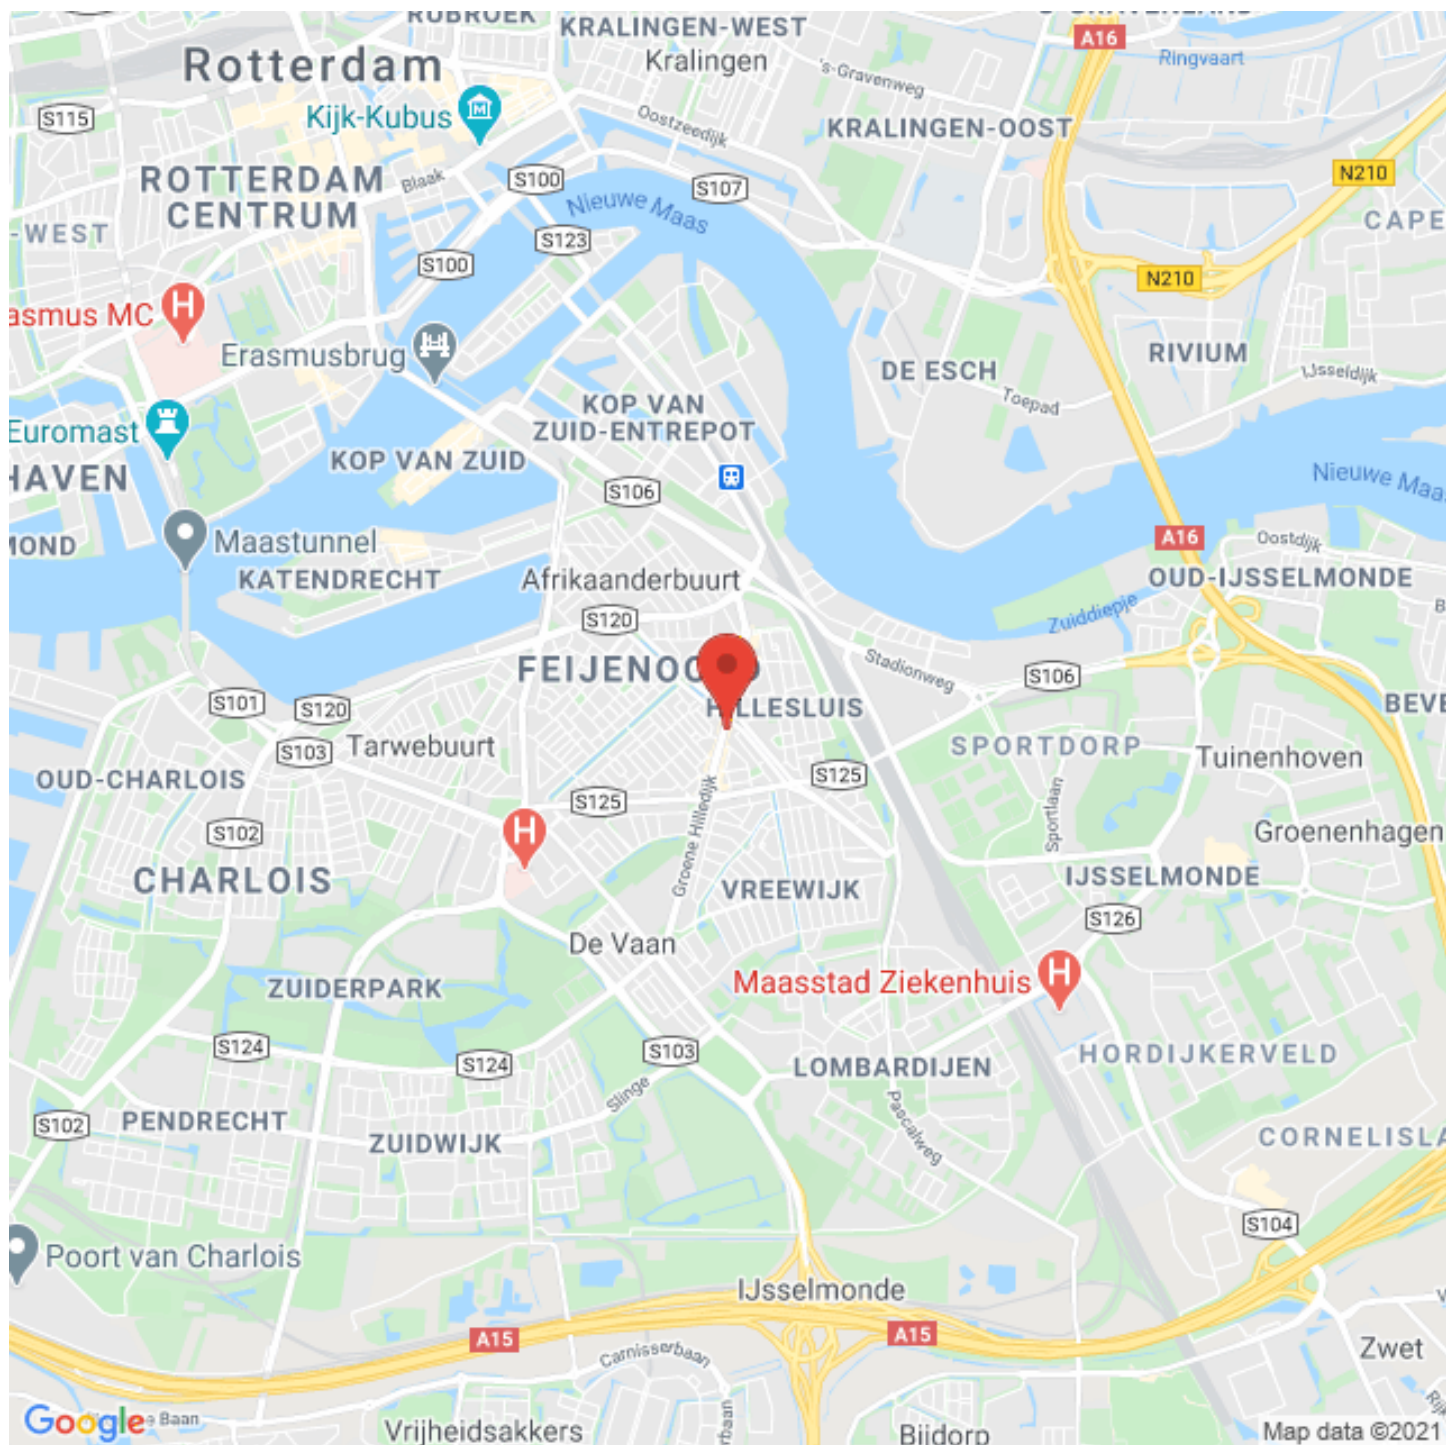 RUBROEK
KRALINGEN-WEST
Kralingen
A16
Ringvaart
Rotterdam
's-Gravenweg
Kijk-Kubus
S115
Oostzeedijk
KRALINGEN-OOST
N210
ROTTERDAM
CENTRUM
Blaak
S100
S107
Nieuwe Maas
-WEST
CAPE
S123
S100
N210
asmus MC
H
Erasmusbrug
RIVIUM
DE ESCH
IJsseldijk
Toepad
KOP VAN
ZUID-ENTREPOT
Euromast
KOP VAN ZUID
HAVEN
S106
Nieuwe Maa
Maastunnel
MOND
A16
Oostdijk
KATENDRECHT
Afrikaanderbuurt
OUD-IJSSELMONDE
Zuiddiepje
B
S120
FEIJENOO
D
Stadionweg
S106
S101
S120
H
LLESLUIS
BEVE
S103
Tarwebuurt
SPORTDORP
Tuinenhoven
OUD-CHARLOIS
S125
S125
Groene Hilledijk
Sportlaan
S102
H
Groenenhagen
CHARLOIS
VREEWIJK
IJSSELMONDE
S126
De Vaan
ZUIDERPARK
Maasstad Ziekenhuis
H
S124
S103
S124
HORDIJKERVELD
LOMBARDIJEN
Slinge
Pascalweg
S102
PENDRECHT
ZUIDWIJK
CORNELISLA
S104
Poort van Charlois
IJsselmonde
A15
A15
Carnisserbaan
Zwet
Google
e Baan
Vrijheidsakkers
rbaan
Bijdorp
Map data ©2021